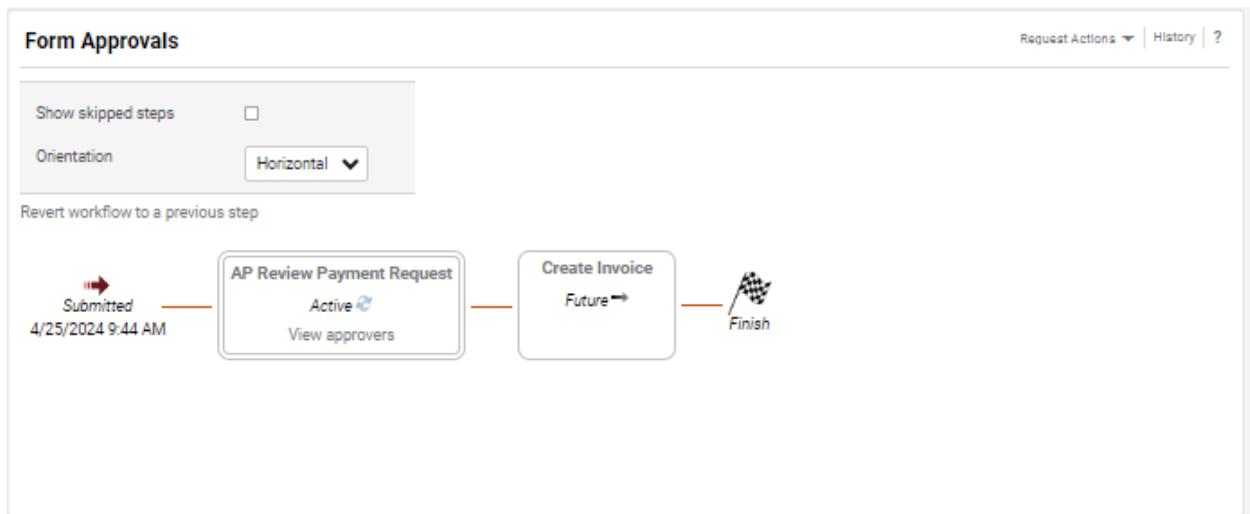 Form Approvals
Request Actions
History
?
Show skipped steps
Orientation
Horizontal
Revert workflow to a previous step
Submitted
4/25/2024 9:44 AM
AP Review Payment Request
Active
View approvers
Create Invoice
Future
Finish